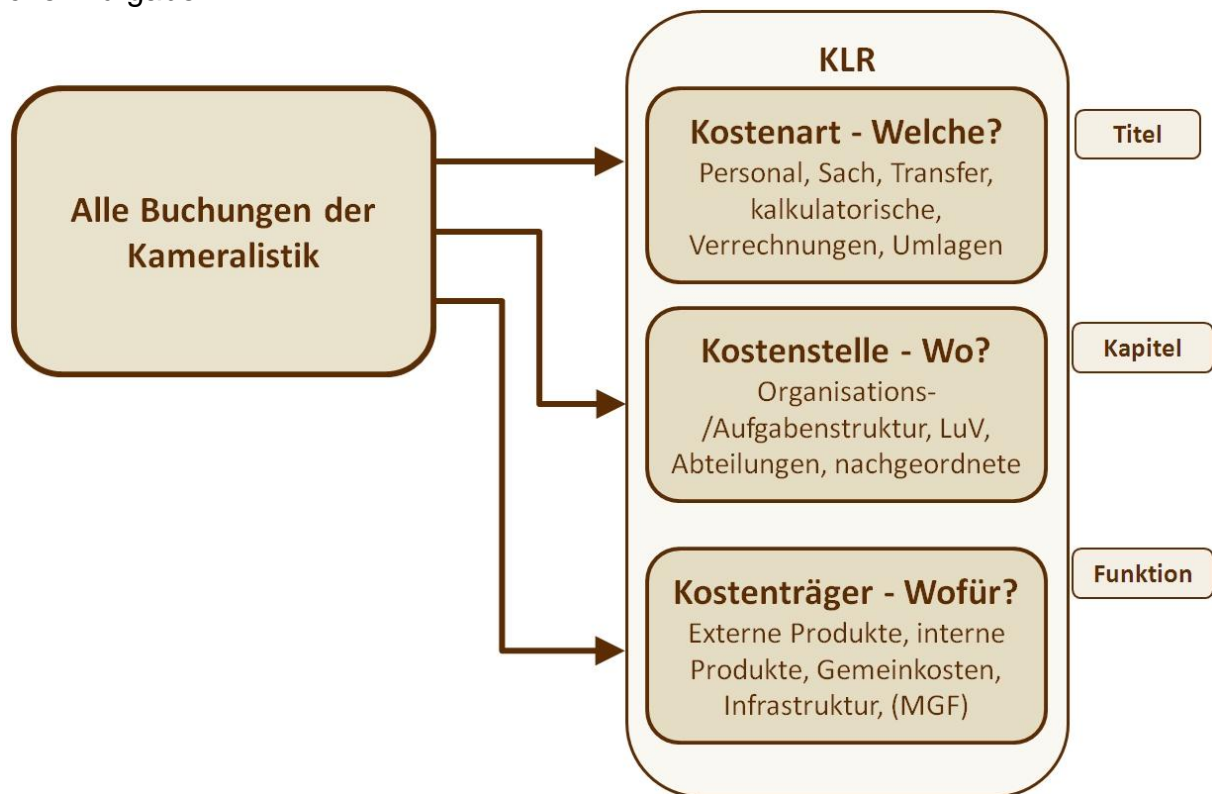 KLR
Alle Buchungen der
Kameralistik
Kostenart - Welche?
Personal, Sach, Transfer,
kalkulatorische,
Verrechnungen, Umlagen
Titel
Kostenstelle - Wo?
Organisations-
/Aufgabenstruktur, LuV,
Abteilungen, nachgeordnete
Kapitel
Kostenträger - Wofür?
Externe Produkte, interne
Produkte, Gemeinkosten,
Infrastruktur, (MGF)
Funktion